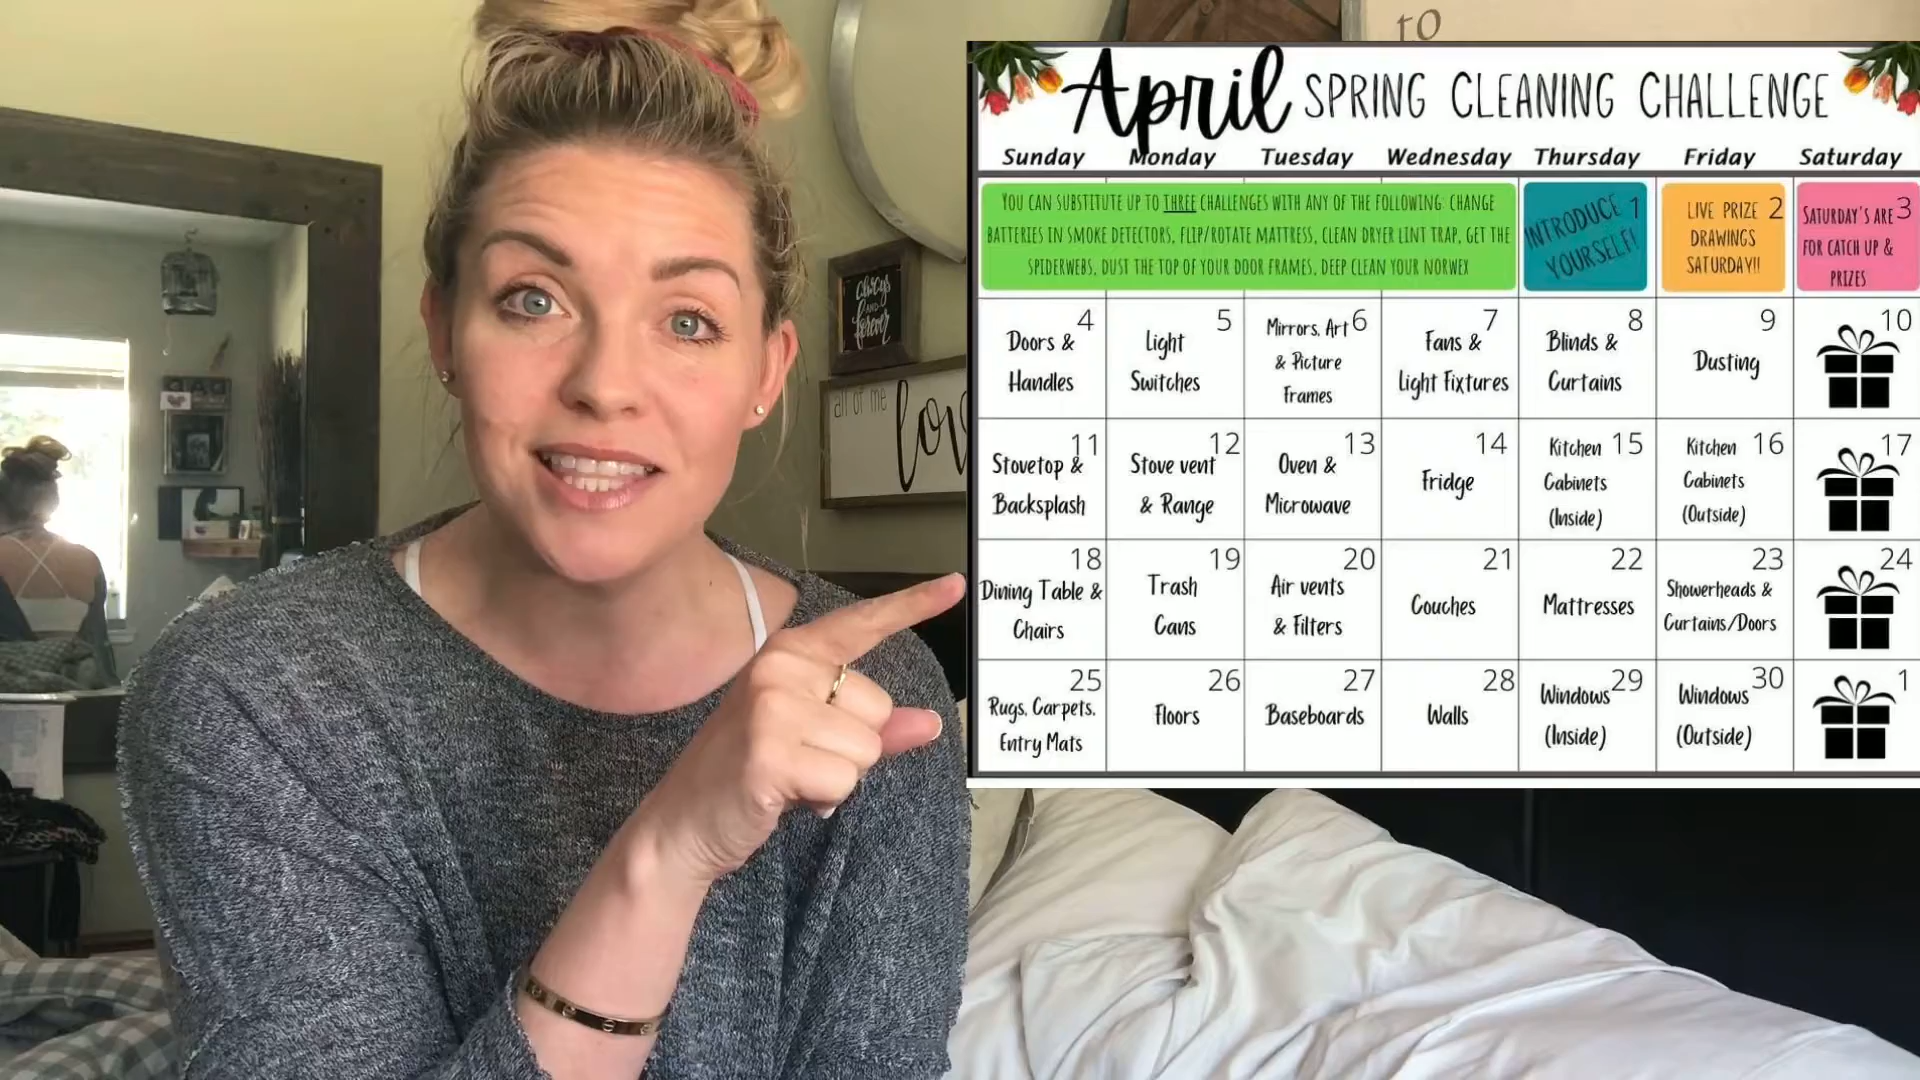 to
always
AND
forever
all of me
love
April SPRING CLEANING CHALLENGE
Sunday Monday Tuesday Wednesday Thursday Friday Saturday
YOU CAN SUBSTITUTE UP TO THREE CHALLENGES WITH ANY OF THE FOLLOWING: CHANGE
BATTERIES IN SMOKE DETECTORS, FLIP/ROTATE MATTRESS, CLEAN DRYER LINT TRAP, GET THE
SPIDERWEBS, DUST THE TOP OF YOUR DOOR FRAMES, DEEP CLEAN YOUR NORWEX
INTRODUCE 1
YOURSELF!
LIVE PRIZE 2
DRAWINGS
SATURDAY!!
SATURDAY'S ARE 3
FOR CATCH UP &
PRIZES
4
Doors &
Handles
5
Light
Switches
Mirrors, Art 6
& Picture
Frames
7
Fans &
Light Fixtures
8
Blinds &
Curtains
9
Dusting
10
11
Stovetop &
Backsplash
12
Stove vent
& Range
13
Oven &
Microwave
14
Fridge
Kitchen 15
Cabinets
(Inside)
Kitchen 16
Cabinets
(Outside)
17
18
Dining Table &
Chairs
19
Trash
Cans
20
Air vents
& Filters
21
Couches
22
Mattresses
23
Showerheads &
Curtains/Doors
24
25
Rugs, Carpets,
Entry Mats
26
Floors
27
Baseboards
28
Walls
Windows 29
(Inside)
Windows 30
(Outside)
1